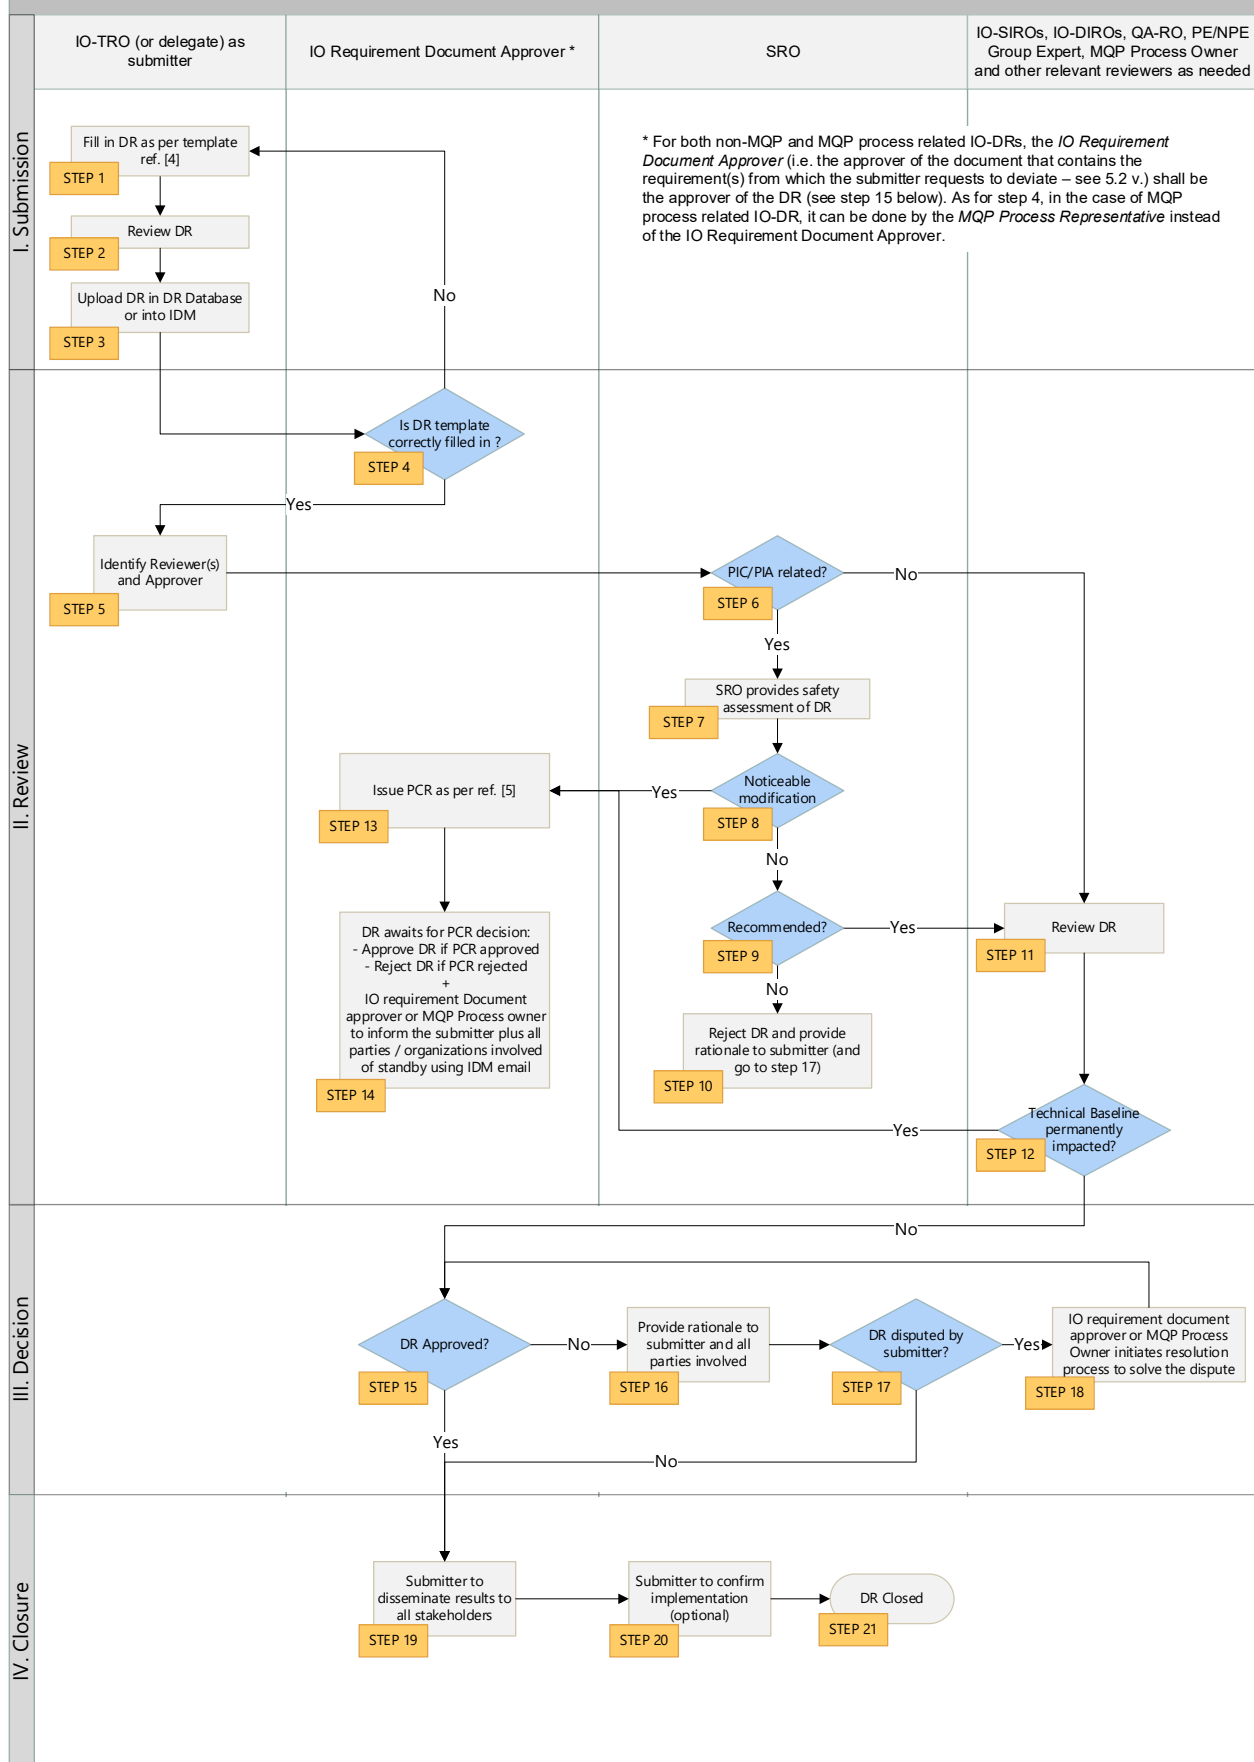 IO-TRO (or delegate) as
submitter
IO Requirement Document Approver *
SRO
IO-SIROs, IO-DIROs, QA-RO, PE/NPE
Group Expert, MQP Process Owner
and other relevant reviewers as needed
I. Submission
Fill in DR as per template
ref. [4]
STEP 1
Review DR
STEP 2
Upload DR in DR Database
or into IDM
STEP 3
No
* For both non-MQP and MQP process related IO-DRs, the IO Requirement
Document Approver (i.e. the approver of the document that contains the
requirement(s) from which the submitter requests to deviate – see 5.2 v.) shall be
the approver of the DR (see step 15 below). As for step 4, in the case of MQP
process related IO-DR, it can be done by the MQP Process Representative instead
of the IO Requirement Document Approver.
II. Review
Is DR template
correctly filled in ?
STEP 4
Yes
Identify Reviewer(s)
and Approver
STEP 5
PIC/PIA related?
STEP 6
No
Yes
SRO provides safety
assessment of DR
STEP 7
Noticeable
modification
STEP 8
Yes
Issue PCR as per ref. [5]
STEP 13
No
Recommended?
STEP 9
Yes
Review DR
STEP 11
DR awaits for PCR decision:
- Approve DR if PCR approved
- Reject DR if PCR rejected
+
IO requirement Document
approver or MQP Process owner
to inform the submitter plus all
parties / organizations involved
of standby using IDM email
STEP 14
No
Reject DR and provide
rationale to submitter (and
go to step 17)
STEP 10
Technical Baseline
permanently
impacted?
STEP 12
Yes
No
III. Decision
DR Approved?
STEP 15
No
Provide rationale to
submitter and all
parties involved
STEP 16
DR disputed by
submitter?
STEP 17
Yes
IO requirement document
approver or MQP Process
Owner initiates resolution
process to solve the dispute
STEP 18
Yes
No
IV. Closure
Submitter to
disseminate results to
all stakeholders
STEP 19
Submitter to confirm
implementation
(optional)
STEP 20
DR Closed
STEP 21